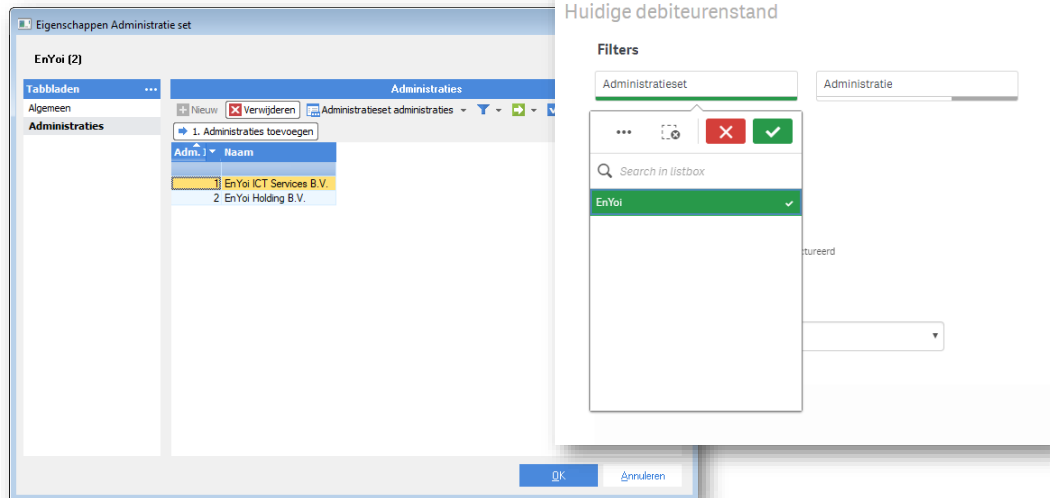 Eigenschappen Administratie set
EnYoi (2)
Tabbladen ...
Algemeen
Administraties
Administraties
Nieuw Verwijderen Administratieset administraties
1. Administraties toevoegen
Adm. Naam
1 EnYoi ICT Services B.V.
2 EnYoi Holding B.V.
OK Annuleren
Huidige debiteurenstand
Filters
Administratieset Administratie
...
Search in listbox
EnYoi
tureerd